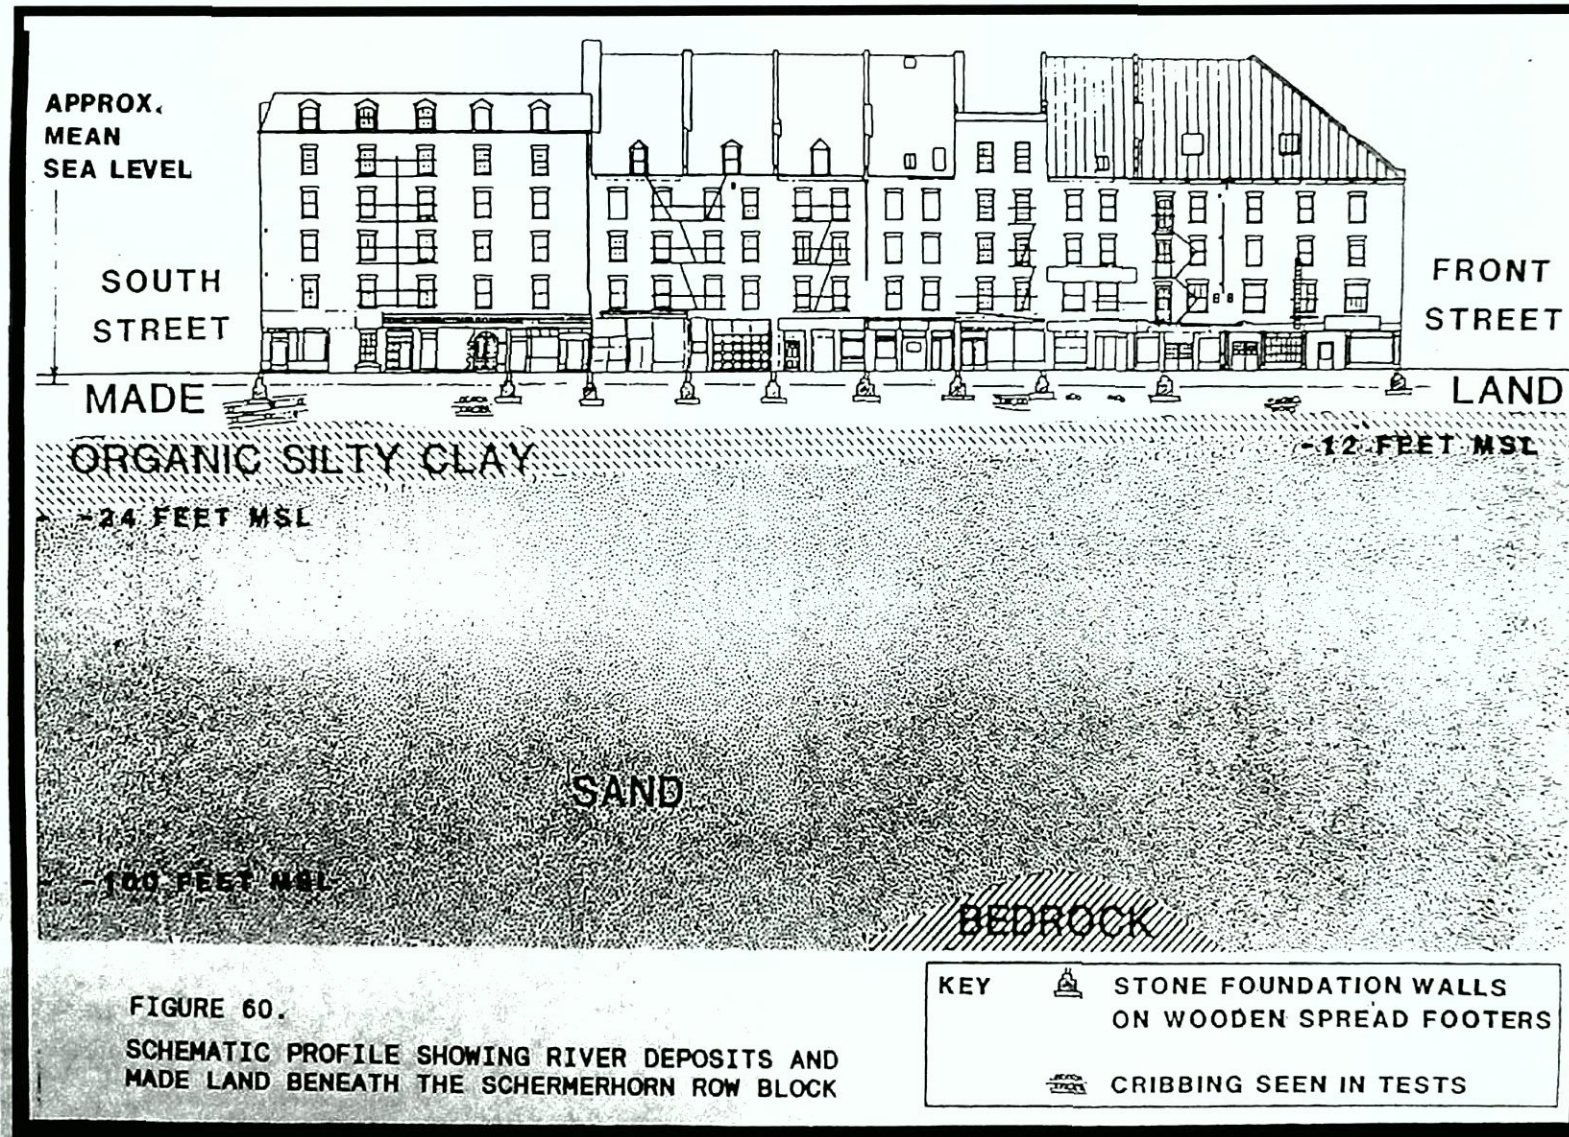 APPROX.
MEAN
SEA LEVEL
SOUTH
STREET
FRONT
STREET
MADE
LAND
ORGANIC SILTY CLAY
-12 FEET MSL
-24 FEET MSL
SAND
-100 FEET MSL
BEDROCK
FIGURE 60.
SCHEMATIC PROFILE SHOWING RIVER DEPOSITS AND
MADE LAND BENEATH THE SCHERMERHORN ROW BLOCK
KEY
STONE FOUNDATION WALLS
ON WOODEN SPREAD FOOTERS
CRIBBING SEEN IN TESTS